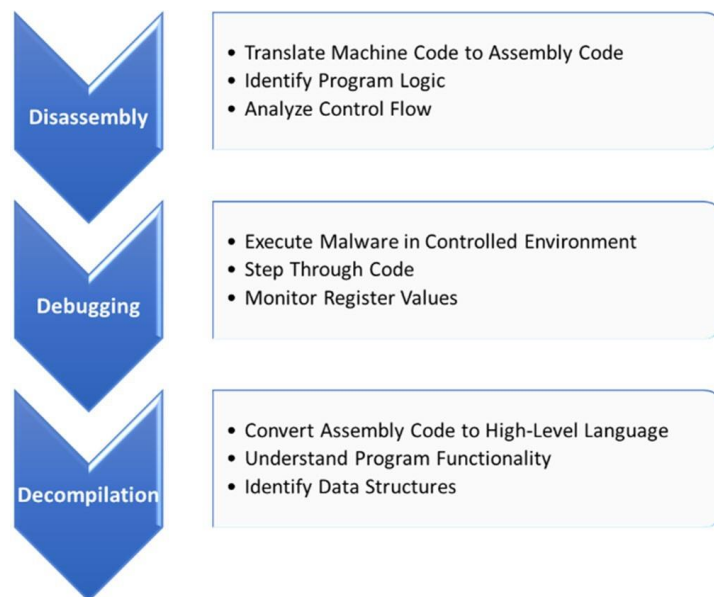 Disassembly
• Translate Machine Code to Assembly Code
• Identify Program Logic
• Analyze Control Flow
Debugging
• Execute Malware in Controlled Environment
• Step Through Code
• Monitor Register Values
Decompilation
• Convert Assembly Code to High-Level Language
• Understand Program Functionality
• Identify Data Structures